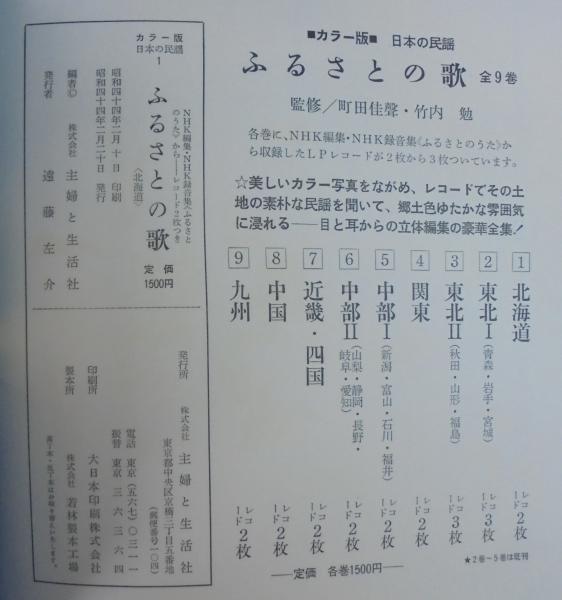 ■カラー版■ 日本の民謡
ふるさとの歌 全9巻
監修／町田佳聲・竹内 勉
各巻に、NHK編集・NHK録音集《ふるさとのうた》か
ら収録したLPレコードが2枚から3枚ついています。
☆美しいカラー写真をながめ、レコードでその土
地の素朴な民謡を聞いて、郷土色ゆたかな雰囲気
に浸れる——目と耳からの立体編集の豪華全集！
1 北海道 レコード2枚
2 東北Ⅰ（青森・岩手・宮城） レコード3枚
3 東北Ⅱ（秋田・山形・福島） レコード3枚
4 関東 レコード2枚
5 中部Ⅰ（新潟・富山・石川・福井） レコード2枚
6 中部Ⅱ（山梨・静岡・長野・岐阜・愛知） レコード2枚
7 近畿・四国 レコード2枚
8 中国 レコード2枚
9 九州 レコード2枚
★2巻〜5巻は既刊
——定価 各巻1500円——
カラー版
日本の民謡
1
NHK編集・NHK録音集《ふるさと
のうた》から——レコード2枚つき
ふるさとの歌
〈北海道〉
定価
1500円
昭和四十四年二月 十日 印刷
昭和四十四年二月二十日 発行
編者© 株式会社 主婦と生活社
発行者 遠藤左介
発行所 株式会社 主婦と生活社
東京都中央区京橋三丁目五番地
（郵便番号一〇四）
電話 東京（五六七）〇三一一
振替 東京 三六三六四
印刷所 大日本印刷株式会社
製本所 株式会社 若林製本工場